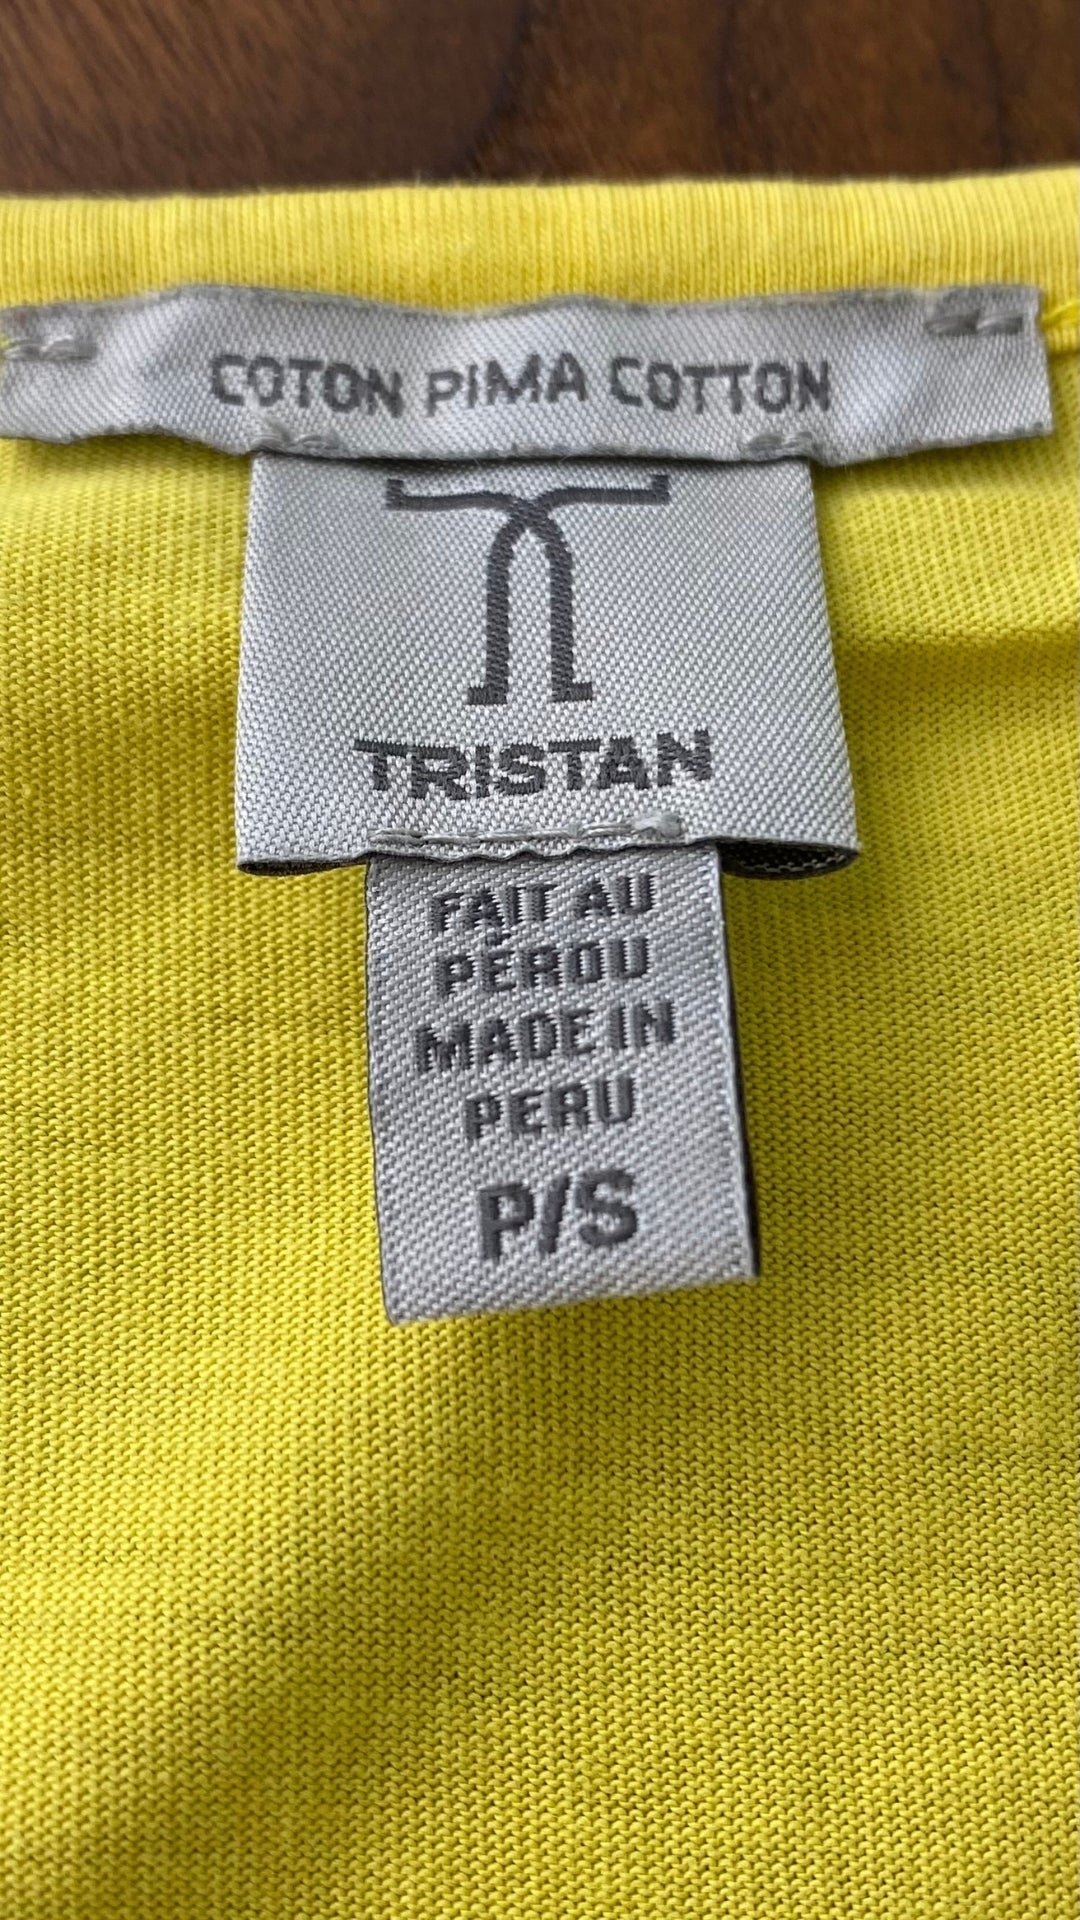 COTON PIMA COTTON
TRISTAN
FAIT AU
PÉROU
MADE IN
PERU
P/S